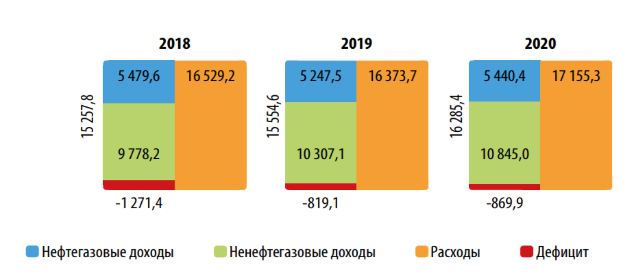 2018 2019 2020
5 479,6 16 529,2 5 247,5 16 373,7 5 440,4 17 155,3
15 257,8 15 554,6 16 285,4
9 778,2 10 307,1 10 845,0
-1 271,4 -819,1 -869,9
Нефтегазовые доходы Ненефтегазовые доходы Расходы Дефицит